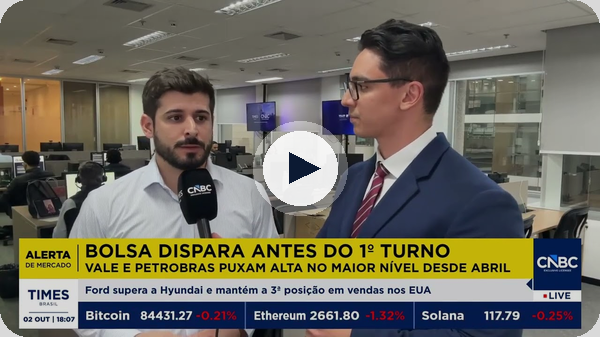 CNBC
CNBC
ALERTA
DE MERCADO
BOLSA DISPARA ANTES DO 1º TURNO
VALE E PETROBRAS PUXAM ALTA NO MAIOR NÍVEL DESDE ABRIL
CNBC
LIVE
TIMES
BRASIL
Ford supera a Hyundai e mantém a 3ª posição em vendas nos EUA
02 OUT | 18:07
Bitcoin 84431.27 -0.21% Ethereum 2661.80 -1.32% Solana 117.79 -0.25%